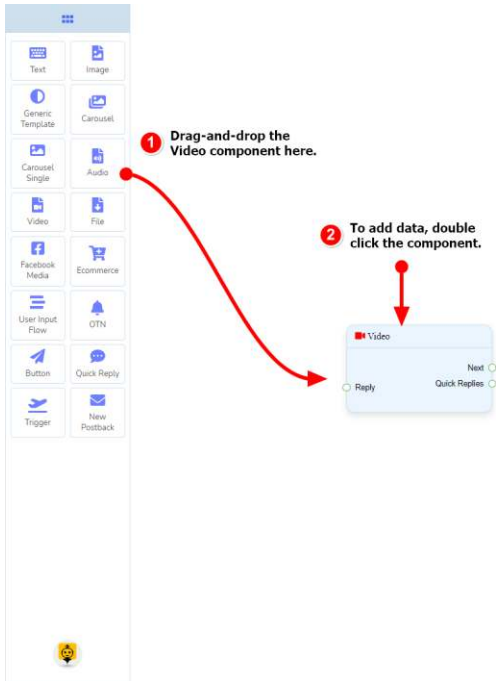 Text
Image
Generic
Template
Carousel
Carousel
Single
Audio
Video
File
Facebook
Media
Ecommerce
User Input
Flow
OTN
Button
Quick Reply
Trigger
New
Postback
1 Drag-and-drop the
Video component here.
2 To add data, double
click the component.
Video
Next
Reply
Quick Replies